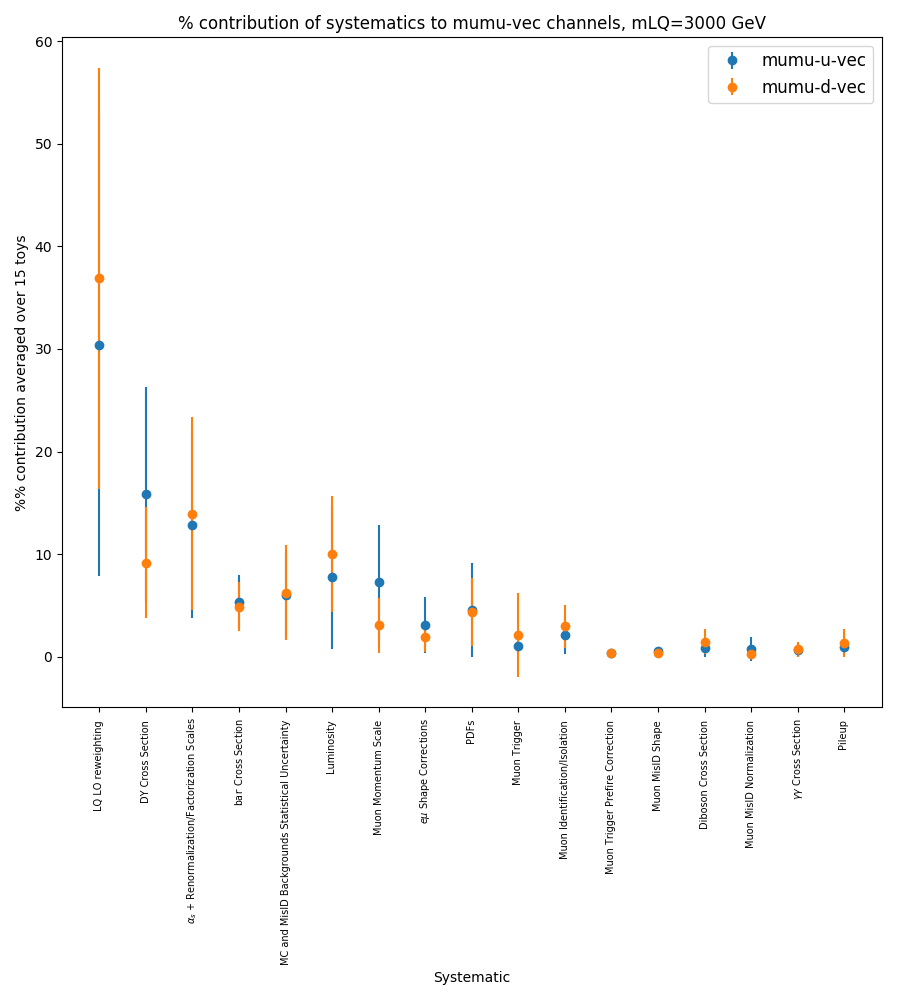 % contribution of systematics to mumu-vec channels, mLQ=3000 GeV
mumu-u-vec
mumu-d-vec
%% contribution averaged over 15 toys
60
50
40
30
20
10
0
LQ LO reweighting
DY Cross Section
αs + Renormalization/Factorization Scales
bar Cross Section
MC and MisID Backgrounds Statistical Uncertainty
Luminosity
Muon Momentum Scale
eμ Shape Corrections
PDFs
Muon Trigger
Muon Identification/Isolation
Muon Trigger Prefire Correction
Muon MisID Shape
Diboson Cross Section
Muon MisID Normalization
γγ Cross Section
Pileup
Systematic